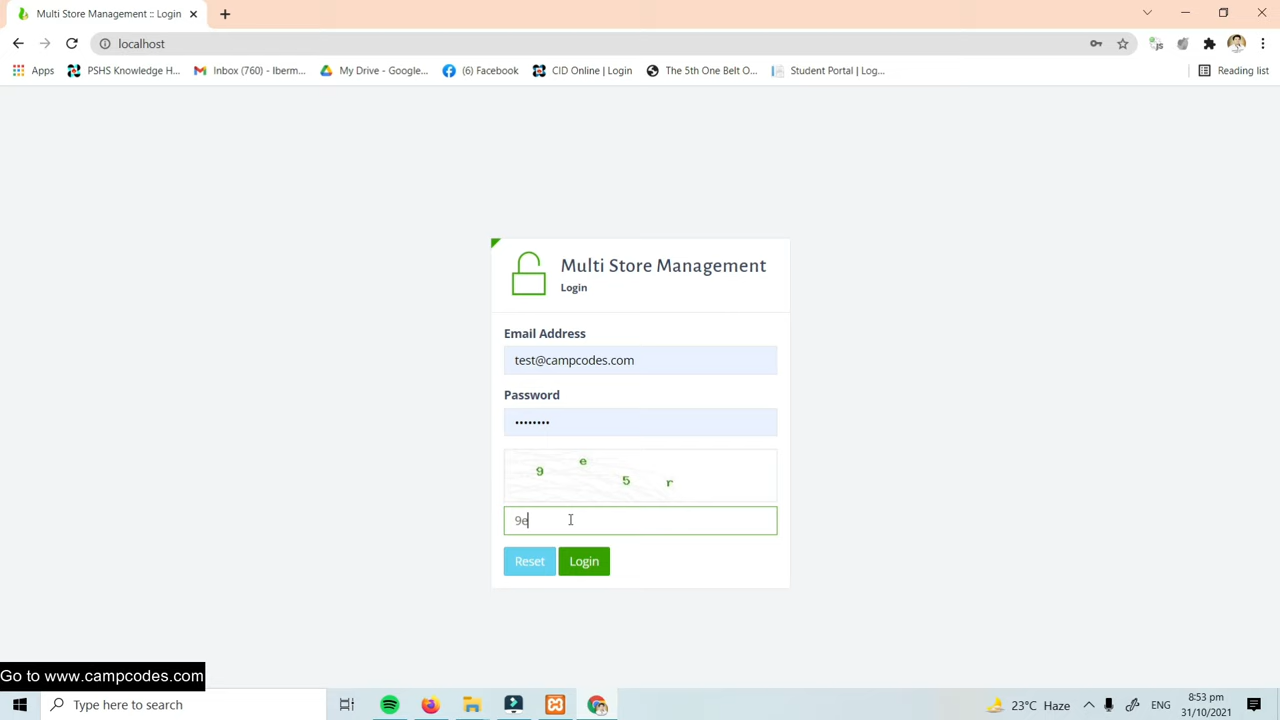 Multi Store Management :: Login
localhost
Apps
PSHS Knowledge H...
Inbox (760) - Iberm...
My Drive - Google...
(6) Facebook
CID Online | Login
The 5th One Belt O...
Student Portal | Log...
Reading list
Multi Store Management
Login
Email Address
test@campcodes.com
Password
••••••••
9 e 5 r
9e
Reset
Login
Go to www.campcodes.com
Type here to search
23°C Haze
ENG
8:53 pm
31/10/2021